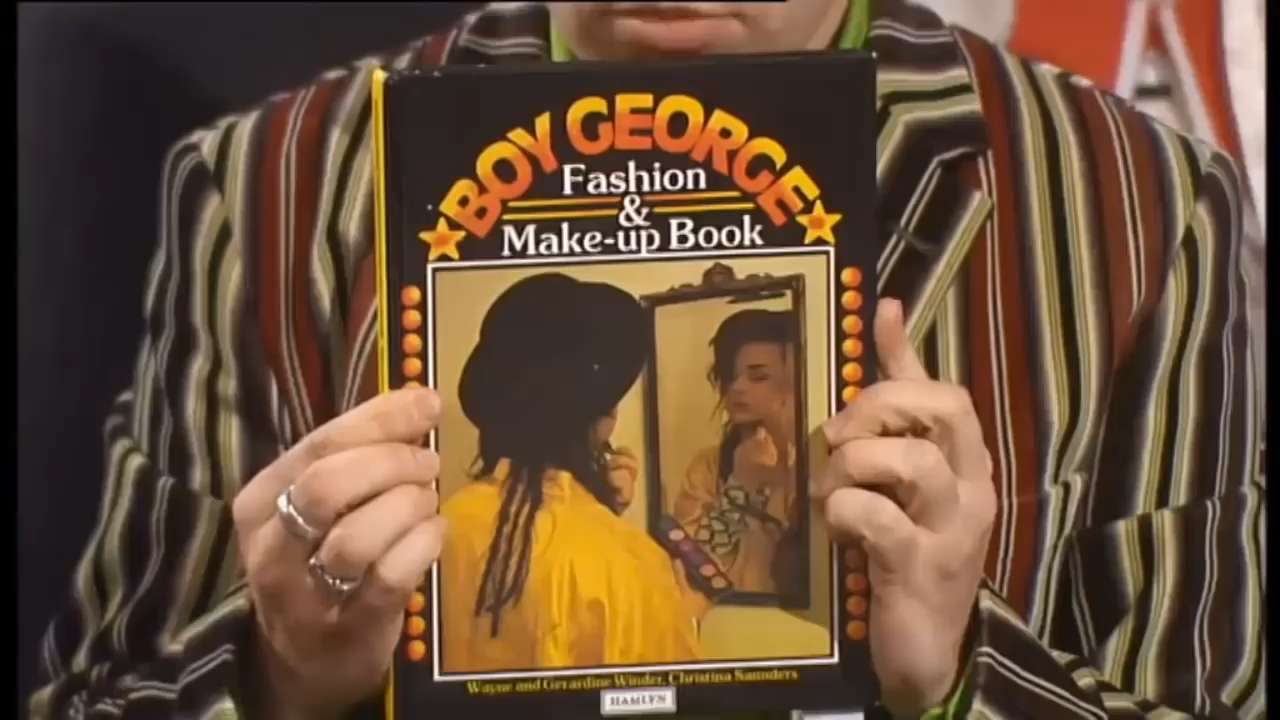 BOY GEORGE
Fashion
&
Make-up Book
Wayne and Gerardine Winder, Christina Saunders
HAMLYN